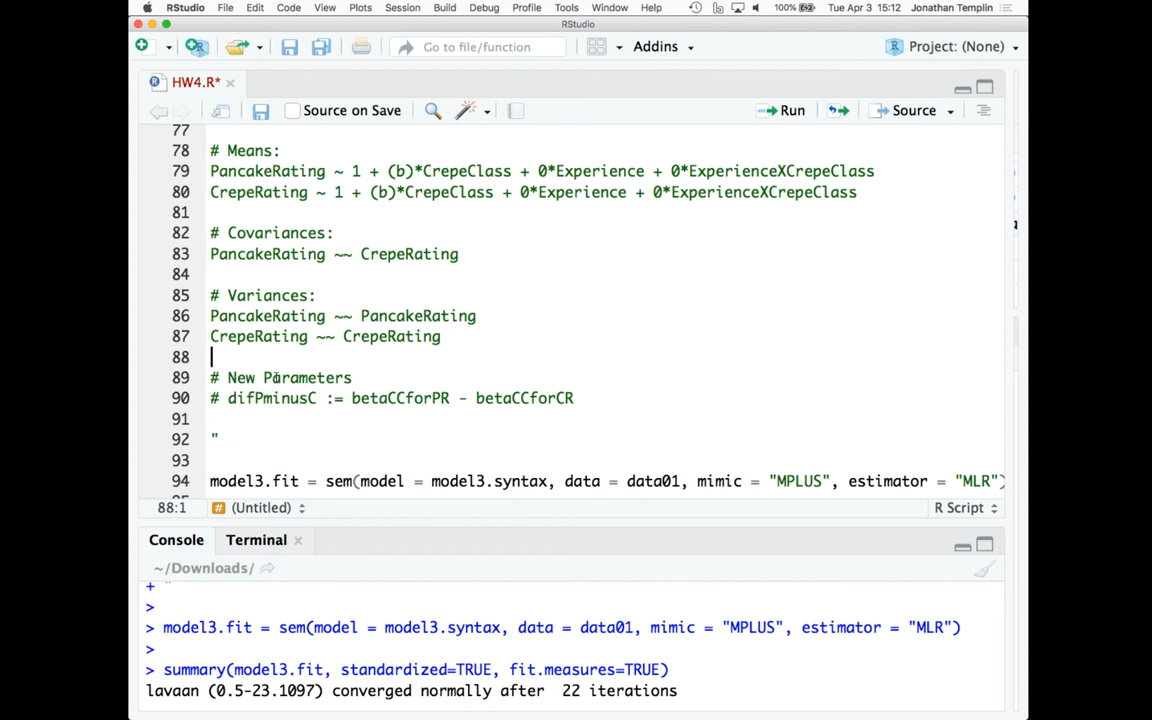 RStudio File Edit Code View Plots Session Build Debug Profile Tools Window Help 100% Tue Apr 3 15:12 Jonathan Templin
RStudio
Go to file/function Addins Project: (None)
HW4.R*
Source on Save Run Source
77
78 # Means:
79 PancakeRating ~ 1 + (b)*CrepeClass + 0*Experience + 0*ExperienceXCrepeClass
80 CrepeRating ~ 1 + (b)*CrepeClass + 0*Experience + 0*ExperienceXCrepeClass
81
82 # Covariances:
83 PancakeRating ~~ CrepeRating
84
85 # Variances:
86 PancakeRating ~~ PancakeRating
87 CrepeRating ~~ CrepeRating
88
89 # New Parameters
90 # difPminusC := betaCCforPR - betaCCforCR
91
92 "
93
94 model3.fit = sem(model = model3.syntax, data = data01, mimic = "MPLUS", estimator = "MLR")
88:1 # (Untitled) R Script
Console Terminal
~/Downloads/
+ "
>
> model3.fit = sem(model = model3.syntax, data = data01, mimic = "MPLUS", estimator = "MLR")
>
> summary(model3.fit, standardized=TRUE, fit.measures=TRUE)
lavaan (0.5-23.1097) converged normally after 22 iterations